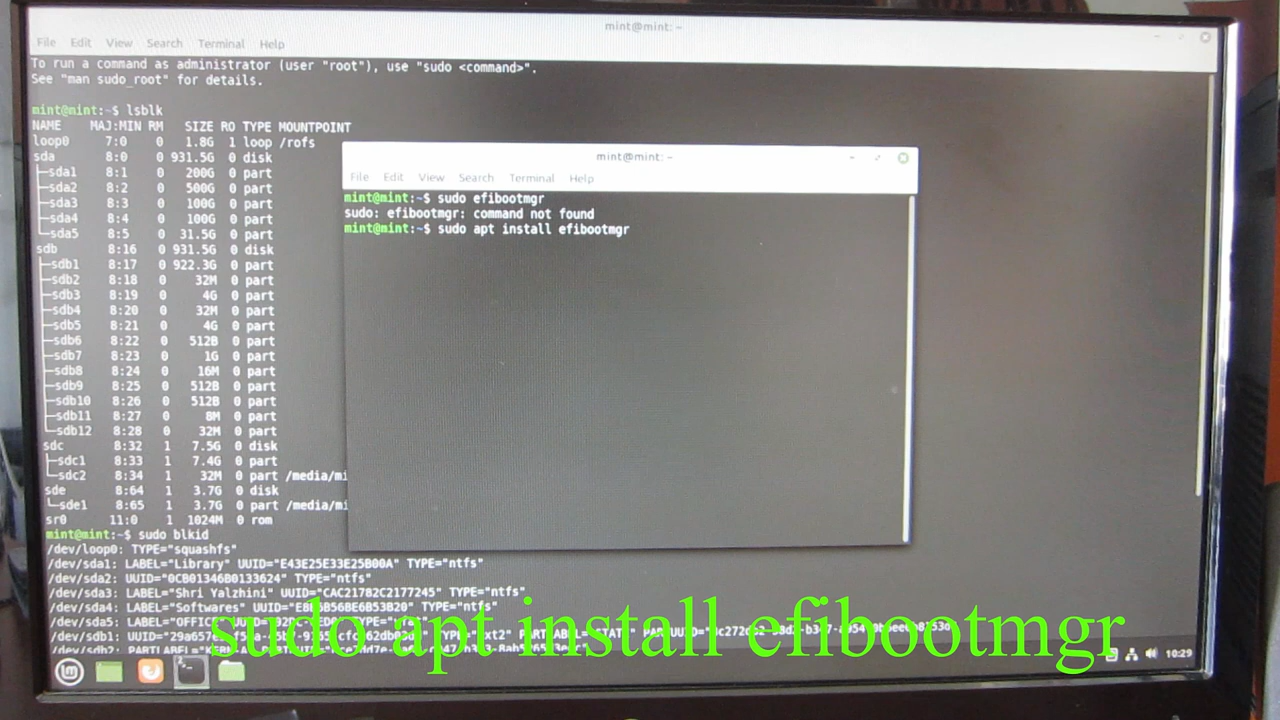 mint@mint: ~
File Edit View Search Terminal Help
To run a command as administrator (user "root"), use "sudo <command>".
See "man sudo_root" for details.
mint@mint:~$ lsblk
NAME MAJ:MIN RM SIZE RO TYPE MOUNTPOINT
loop0 7:0 0 1.8G 1 loop /rofs
sda 8:0 0 931.5G 0 disk
├─sda1 8:1 0 200G 0 part
├─sda2 8:2 0 500G 0 part
├─sda3 8:3 0 100G 0 part
├─sda4 8:4 0 100G 0 part
└─sda5 8:5 0 31.5G 0 part
sdb 8:16 0 931.5G 0 disk
├─sdb1 8:17 0 922.3G 0 part
├─sdb2 8:18 0 32M 0 part
├─sdb3 8:19 0 4G 0 part
├─sdb4 8:20 0 32M 0 part
├─sdb5 8:21 0 4G 0 part
├─sdb6 8:22 0 512B 0 part
├─sdb7 8:23 0 1G 0 part
├─sdb8 8:24 0 16M 0 part
├─sdb9 8:25 0 512B 0 part
├─sdb10 8:26 0 512B 0 part
├─sdb11 8:27 0 8M 0 part
└─sdb12 8:28 0 32M 0 part
sdc 8:32 1 7.5G 0 disk
├─sdc1 8:33 1 7.4G 0 part
└─sdc2 8:34 1 32M 0 part /media/mi
sde 8:64 1 3.7G 0 disk
└─sde1 8:65 1 3.7G 0 part /media/mi
sr0 11:0 1 1024M 0 rom
mint@mint:~$ sudo blkid
/dev/loop0: TYPE="squashfs"
/dev/sda1: LABEL="Library" UUID="E43E25E33E25B00A" TYPE="ntfs"
/dev/sda2: UUID="0CB01346B0133624" TYPE="ntfs"
/dev/sda3: LABEL="Shri Yalzhini" UUID="CAC21782C2177245" TYPE="ntfs"
/dev/sda4: LABEL="Softwares" TYPE="ntfs"
/dev/sda5:
/dev/sdb1:
/dev/sdb2:
mint@mint: ~
File Edit View Search Terminal Help
mint@mint:~$ sudo efibootmgr
sudo: efibootmgr: command not found
mint@mint:~$ sudo apt install efibootmgr
sudo apt install efibootmgr
10:29